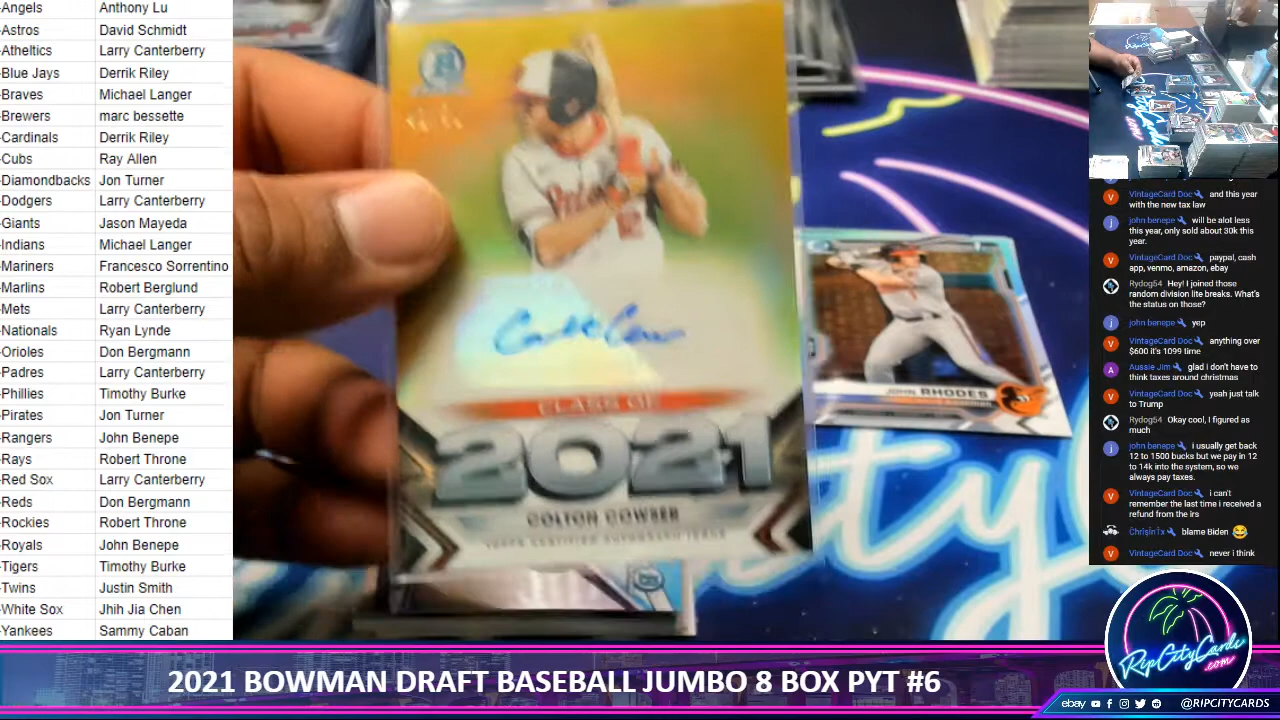 -Angels Anthony Lu
-Astros David Schmidt
-Atheltics Larry Canterberry
-Blue Jays Derrik Riley
-Braves Michael Langer
-Brewers marc bessette
-Cardinals Derrik Riley
-Cubs Ray Allen
-Diamondbacks Jon Turner
-Dodgers Larry Canterberry
-Giants Jason Mayeda
-Indians Michael Langer
-Mariners Francesco Sorrentino
-Marlins Robert Berglund
-Mets Larry Canterberry
-Nationals Ryan Lynde
-Orioles Don Bergmann
-Padres Larry Canterberry
-Phillies Timothy Burke
-Pirates Jon Turner
-Rangers John Benepe
-Rays Robert Throne
-Red Sox Larry Canterberry
-Reds Don Bergmann
-Rockies Robert Throne
-Royals John Benepe
-Tigers Timothy Burke
-Twins Justin Smith
-White Sox Jhih Jia Chen
-Yankees Sammy Caban
CLASS OF
2021
COLTON COWSER
TOPPS CERTIFIED AUTOGRAPH ISSUE
JOHN RHODES
VintageCard Doc and this year
with the new tax law
john benepe will be alot less
this year, only sold about 30k this
year.
VintageCard Doc paypal, cash
app, venmo, amazon, ebay
Rydog54 Hey! I joined those
random division lite breaks. What's
the status on those?
john benepe yep
VintageCard Doc anything over
$600 it's 1099 time
Aussie Jim glad I don't have to
think taxes around christmas
VintageCard Doc yeah just talk
to Trump
Rydog54 Okay cool, I figured as
much
john benepe i usually get back
12 to 1500 bucks but we pay in 12
to 14k into the system, so we
always pay taxes.
VintageCard Doc i can't
remember the last time i received a
refund from the irs
ChrisInTx blame Biden 😂
VintageCard Doc never i think
RipCityCards
.com
2021 BOWMAN DRAFT BASEBALL JUMBO 8 BOX PYT #6
ebay @RIPCITYCARDS